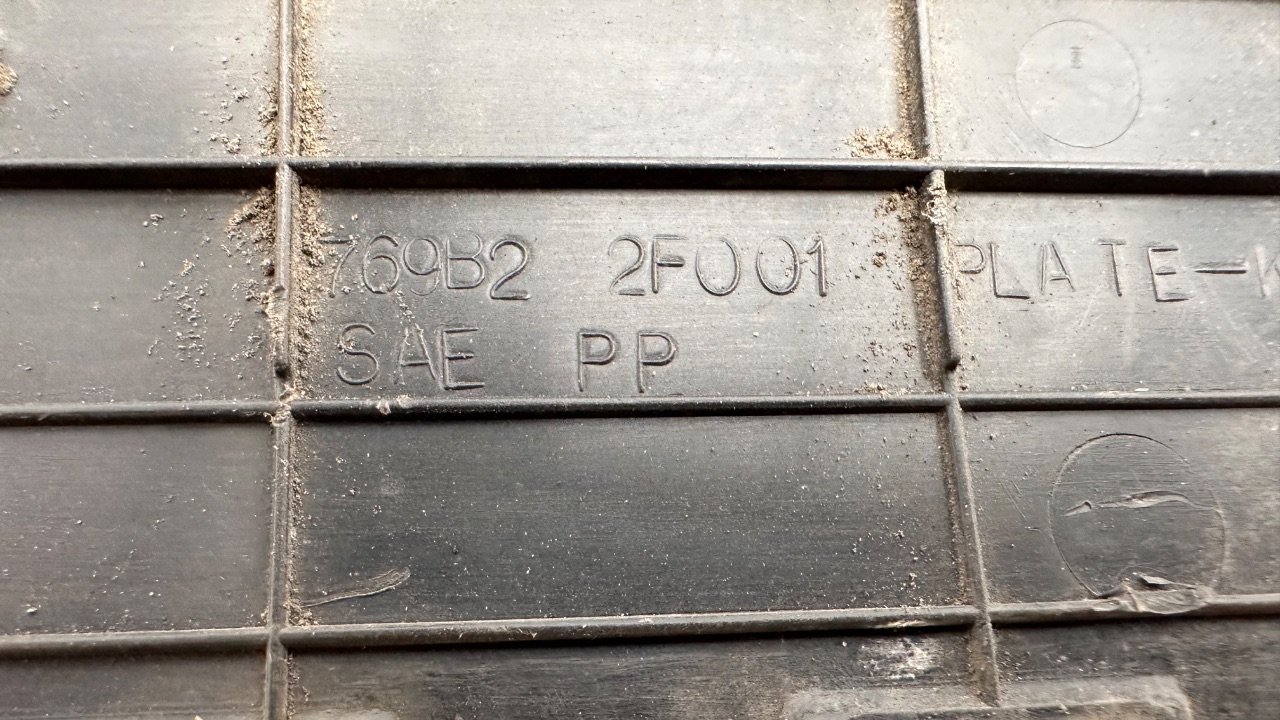 769B2 2F001 PLATE-K
SAE PP